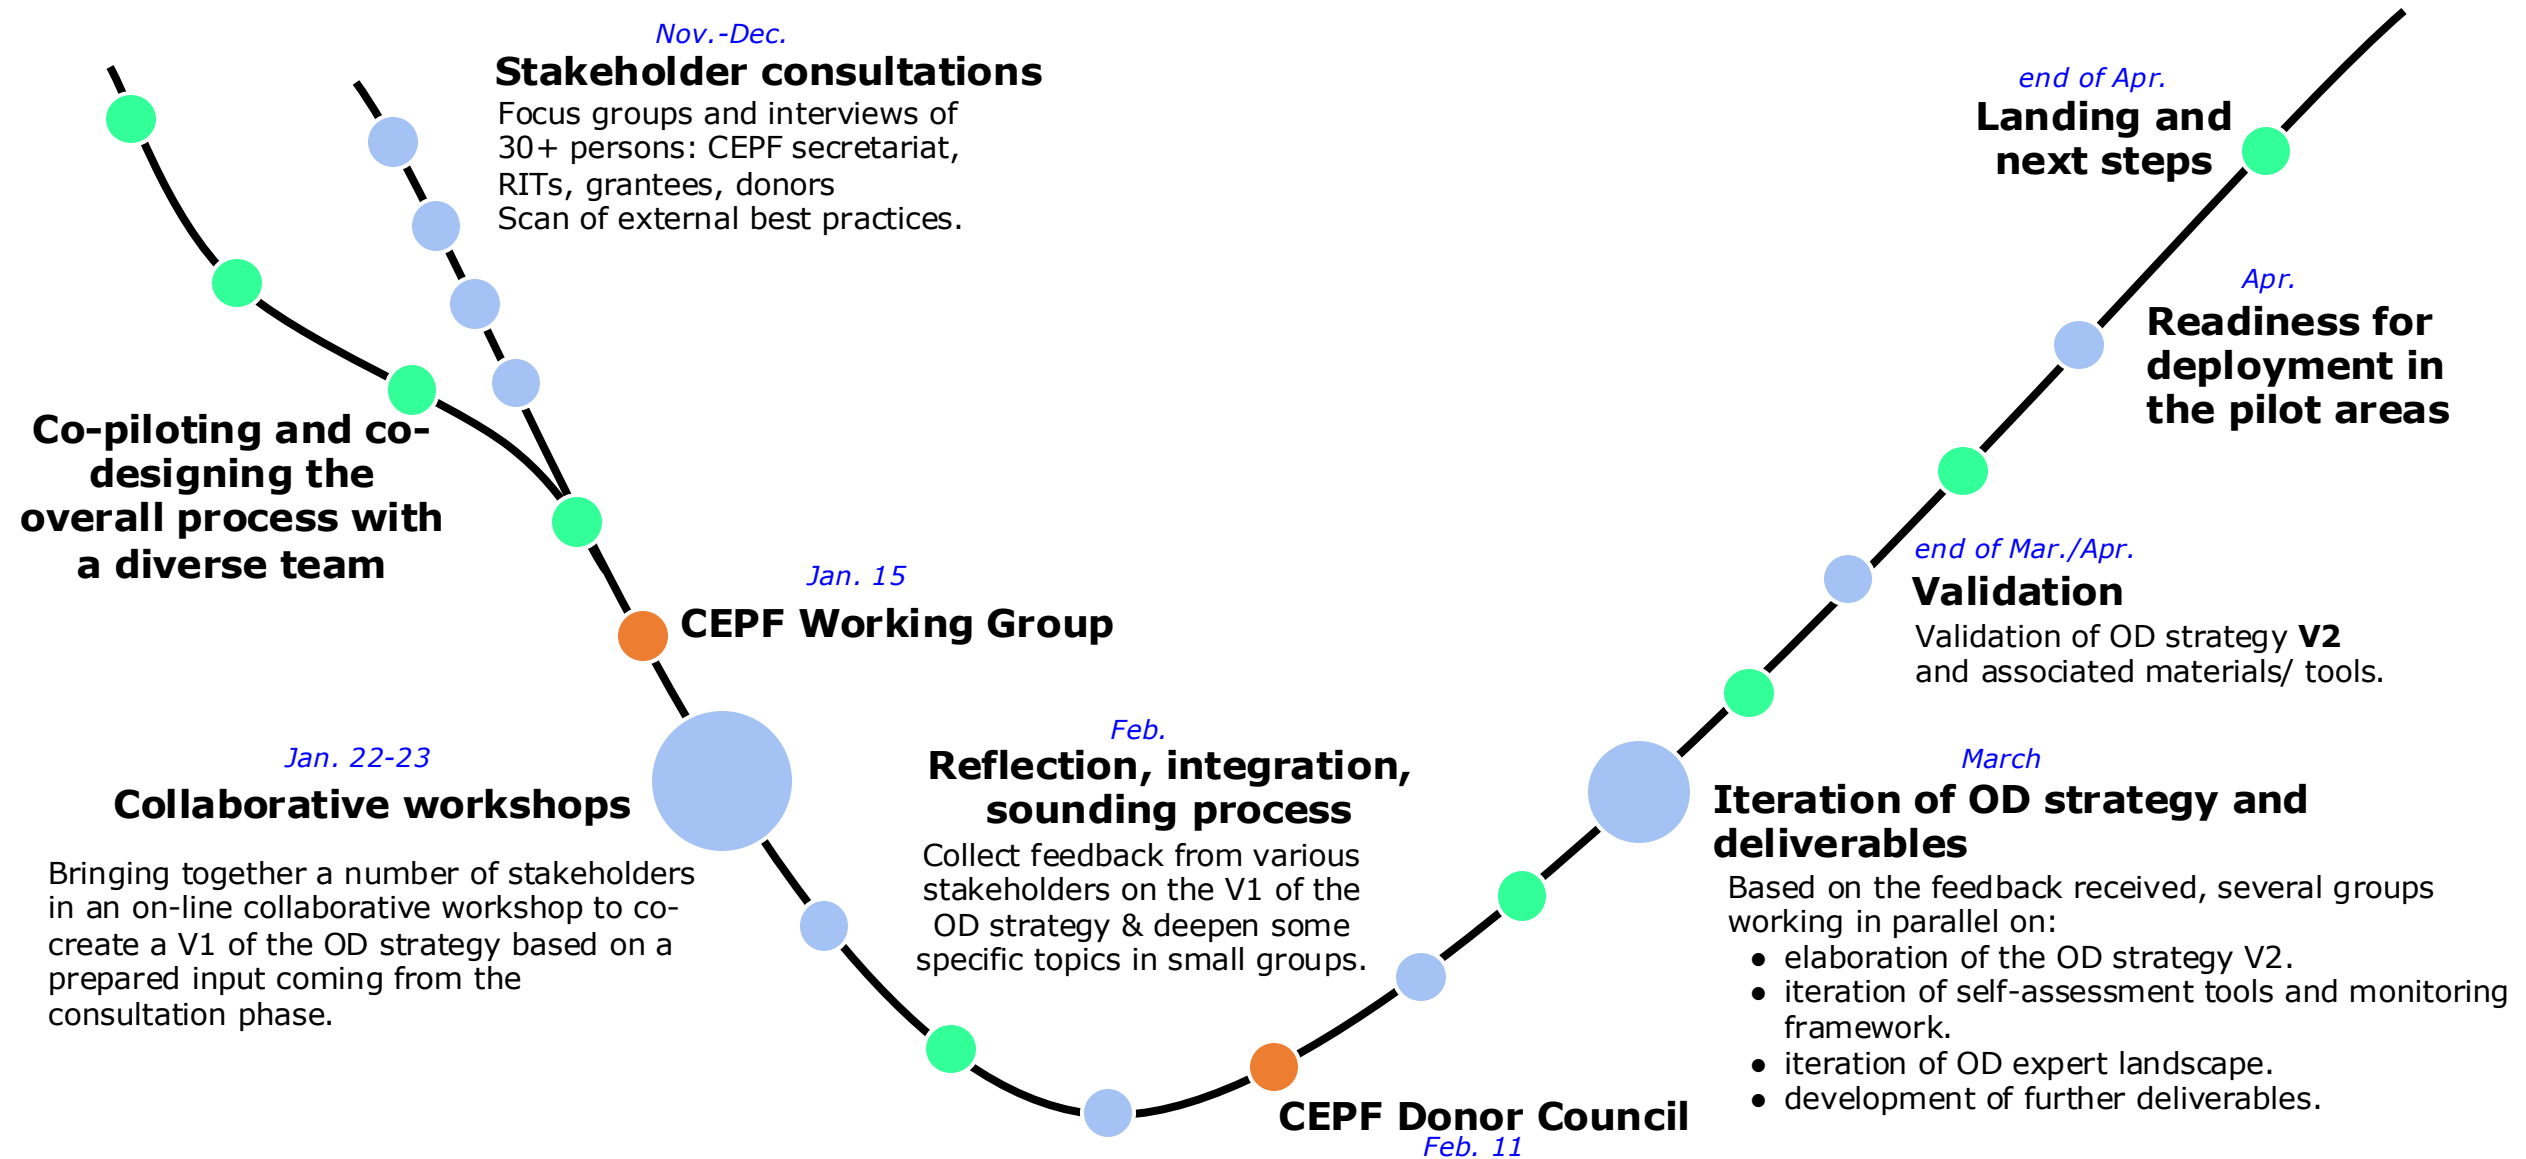 Nov.-Dec.
Stakeholder consultations
Focus groups and interviews of
30+ persons: CEPF secretariat,
RITs, grantees, donors
Scan of external best practices.
Co-piloting and co-
designing the
overall process with
a diverse team
Jan. 15
CEPF Working Group
Jan. 22-23
Collaborative workshops
Bringing together a number of stakeholders
in an on-line collaborative workshop to co-
create a V1 of the OD strategy based on a
prepared input coming from the
consultation phase.
Feb.
Reflection, integration,
sounding process
Collect feedback from various
stakeholders on the V1 of the
OD strategy & deepen some
specific topics in small groups.
CEPF Donor Council
Feb. 11
March
Iteration of OD strategy and
deliverables
Based on the feedback received, several groups
working in parallel on:
● elaboration of the OD strategy V2.
● iteration of self-assessment tools and monitoring
framework.
● iteration of OD expert landscape.
● development of further deliverables.
end of Mar./Apr.
Validation
Validation of OD strategy V2
and associated materials/ tools.
Apr.
Readiness for
deployment in
the pilot areas
end of Apr.
Landing and
next steps